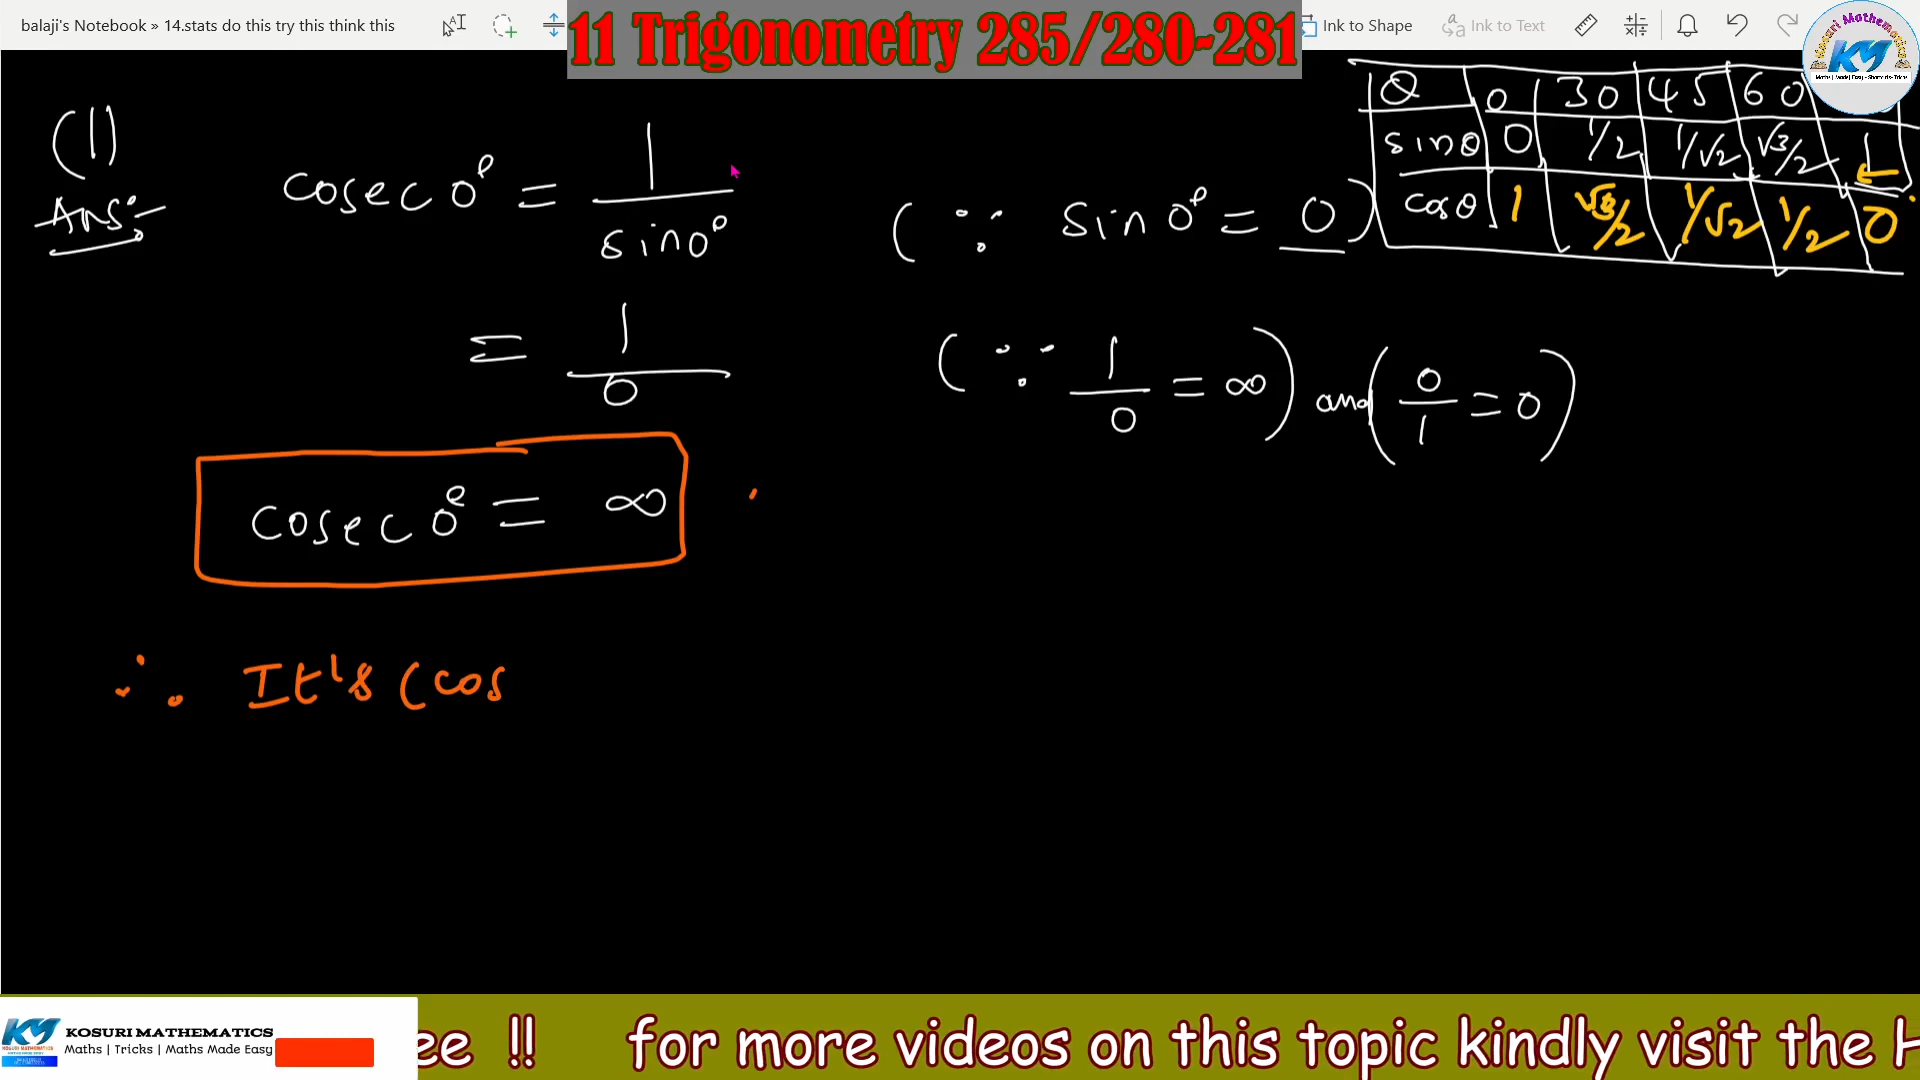 balaji's Notebook » 14.stats do this try this think this
11 Trigonometry 285/280-281
Ink to Shape
Ink to Text
(1)
Ans:-
cosec 0° = 1 / sin 0°
(∵ sin 0° = 0)
θ 0 30 45 60
sinθ 0 1/2 1/√2 √3/2 1
cosθ 1 √3/2 1/√2 1/2 0
= 1/0
(∵ 1/0 = ∞) and (0/1 = 0)
cosec 0° = ∞
∴ It's (cos
KOSURI MATHEMATICS
Maths | Tricks | Maths Made Easy
ee !! for more videos on this topic kindly visit the H